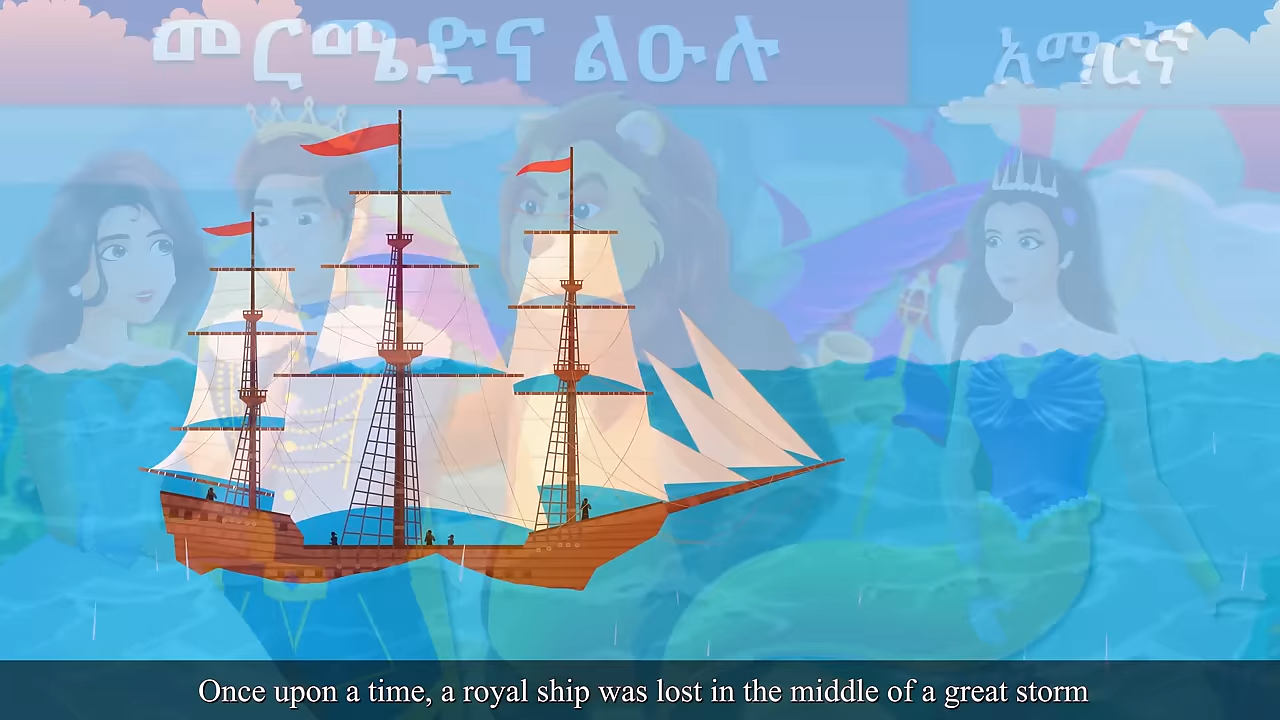 መርሜድና ልዑሉ
አማርኛ
Once upon a time, a royal ship was lost in the middle of a great storm